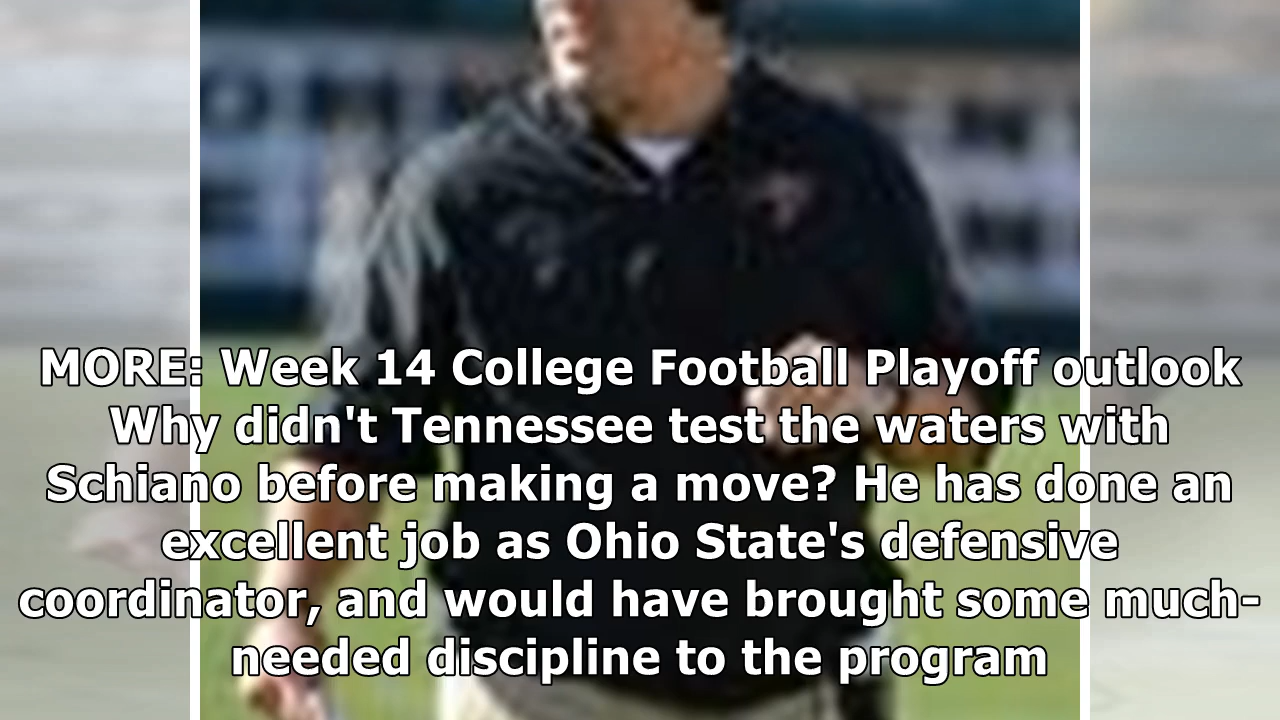 MORE: Week 14 College Football Playoff outlook
Why didn't Tennessee test the waters with
Schiano before making a move? He has done an
excellent job as Ohio State's defensive
coordinator, and would have brought some much-
needed discipline to the program